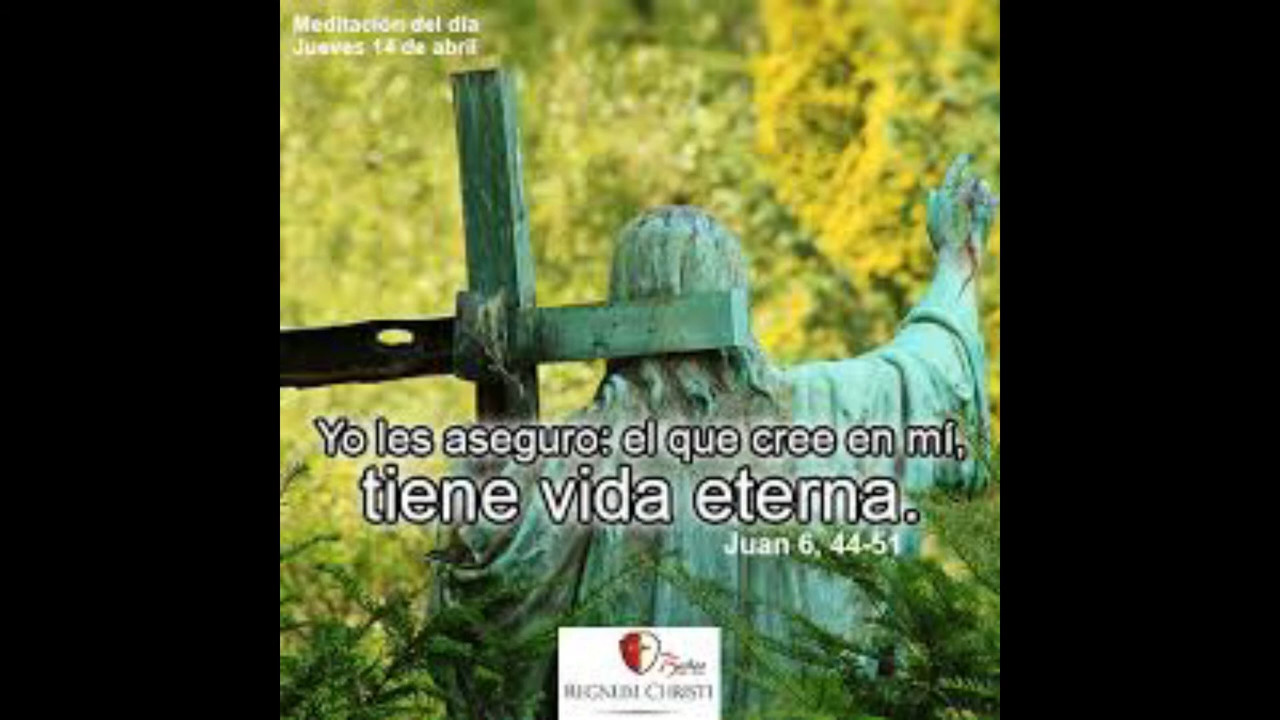 Meditación del día
Jueves 14 de abril
Yo les aseguro: el que cree en mí,
tiene vida eterna.
Juan 6, 44-51
REGNUM CHRISTI